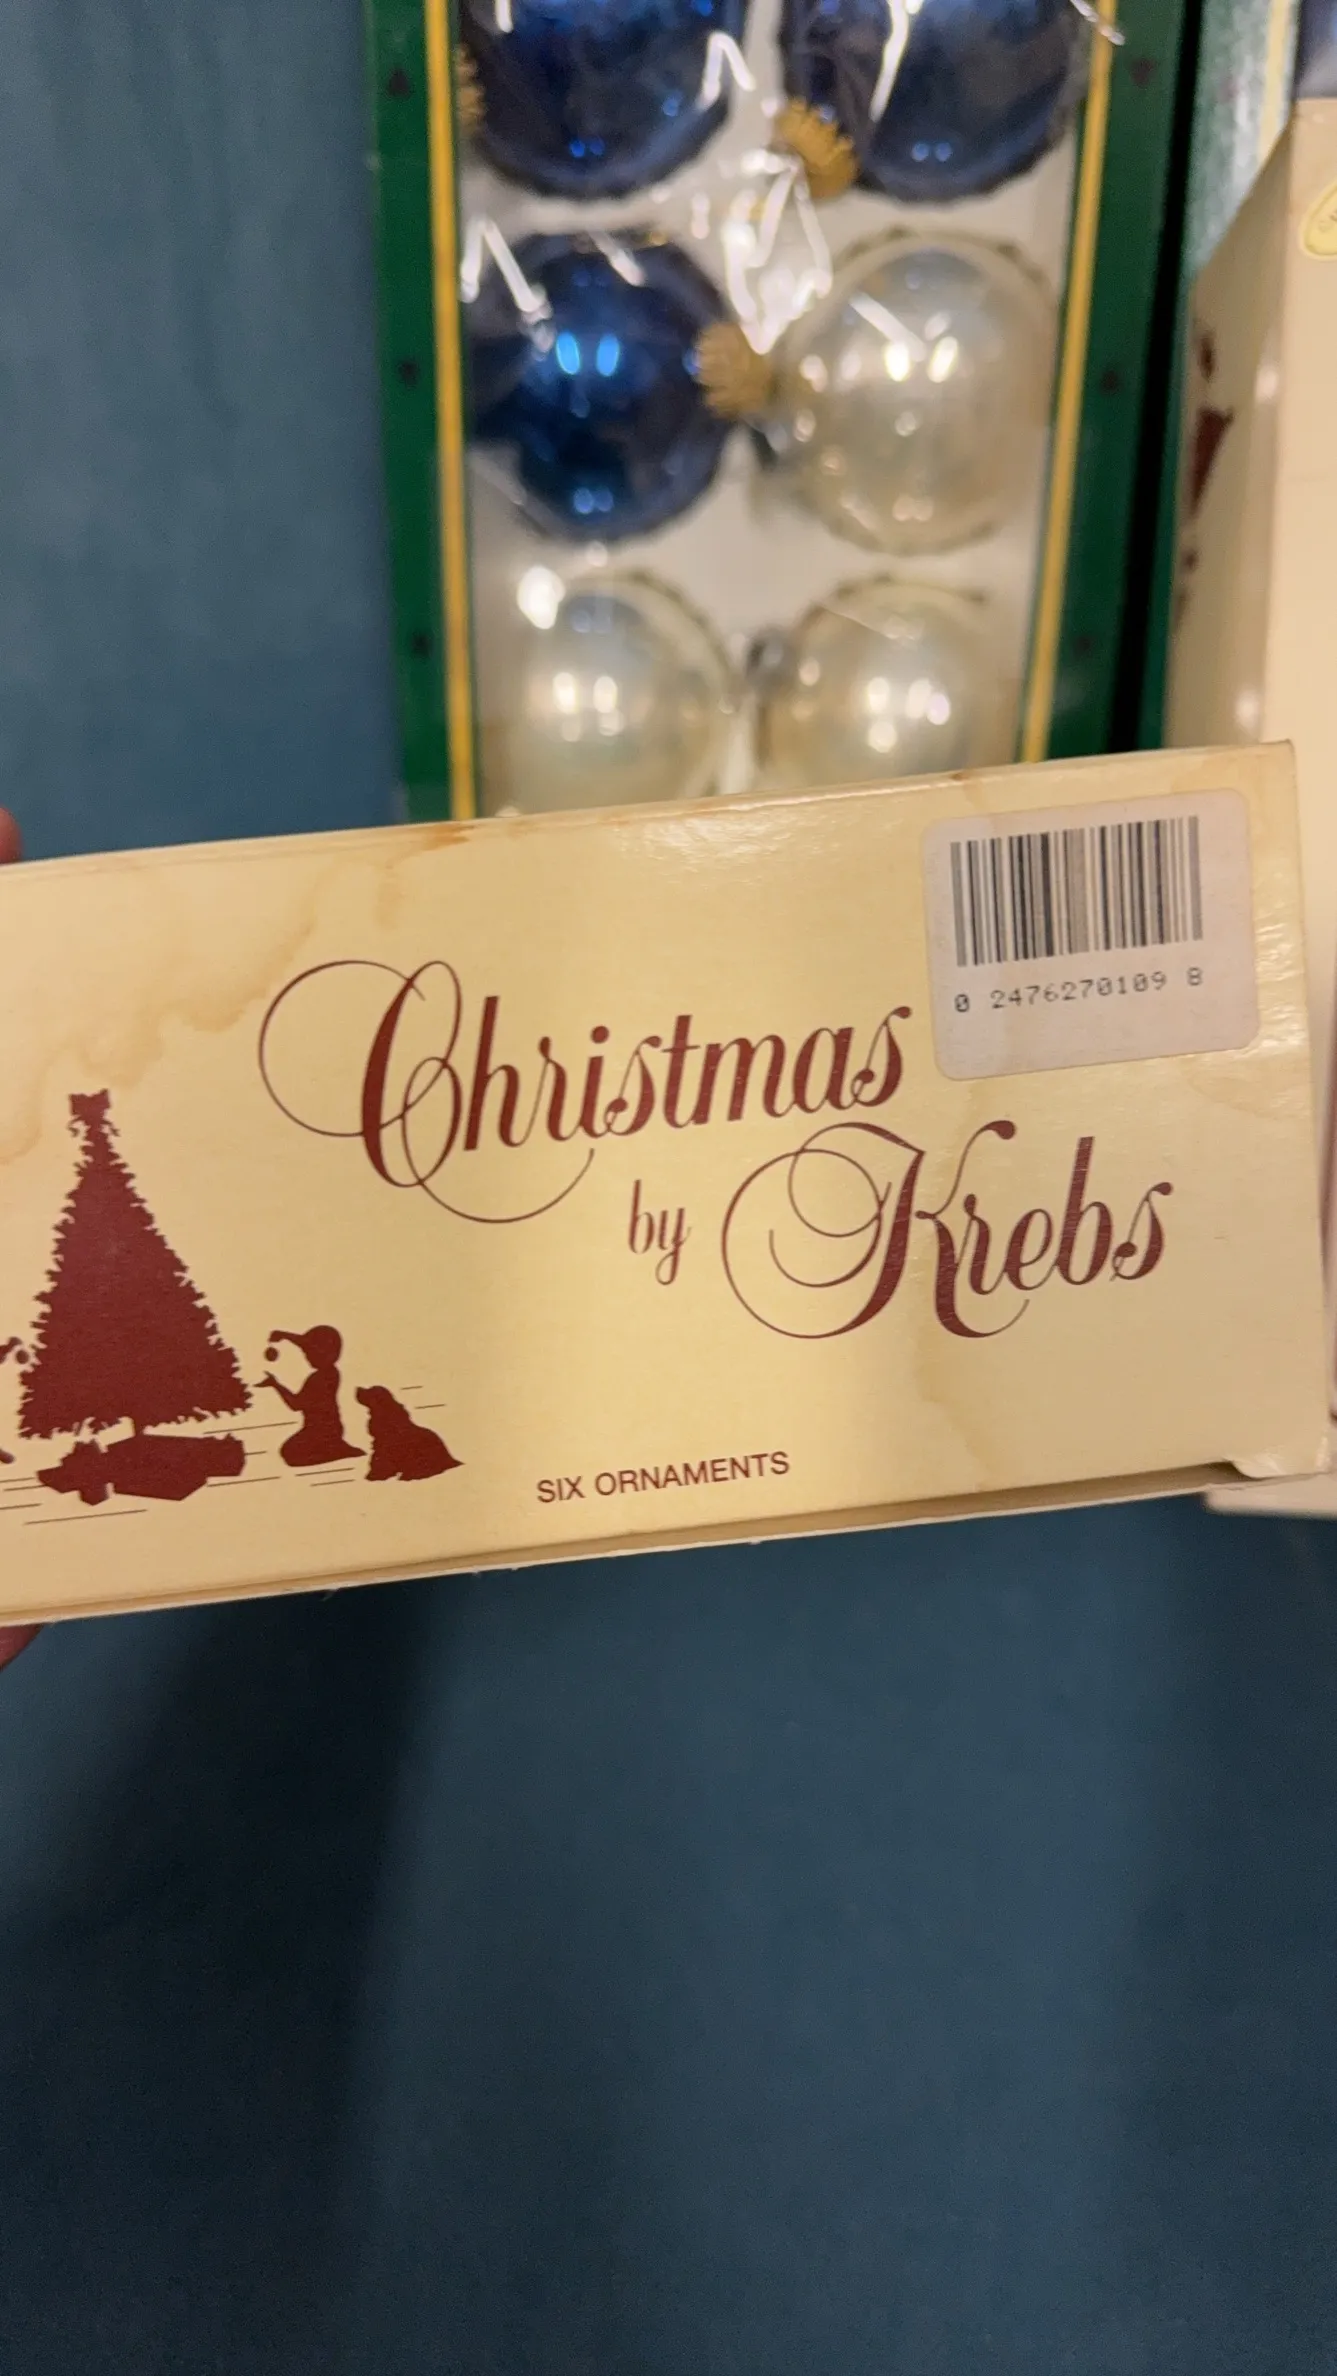 0 2476270109 8
Christmas
by Krebs
SIX ORNAMENTS